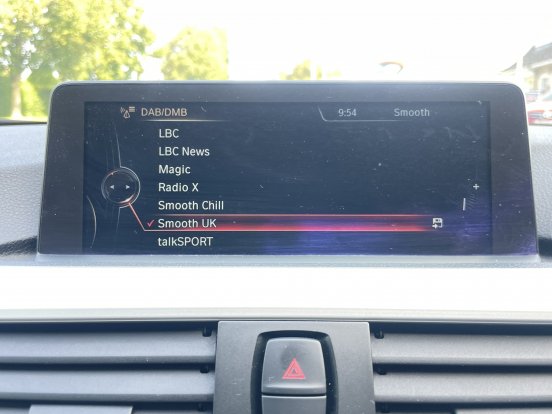 DAB/DMB 9:54 Smooth
LBC
LBC News
Magic
Radio X
Smooth Chill
Smooth UK
talkSPORT